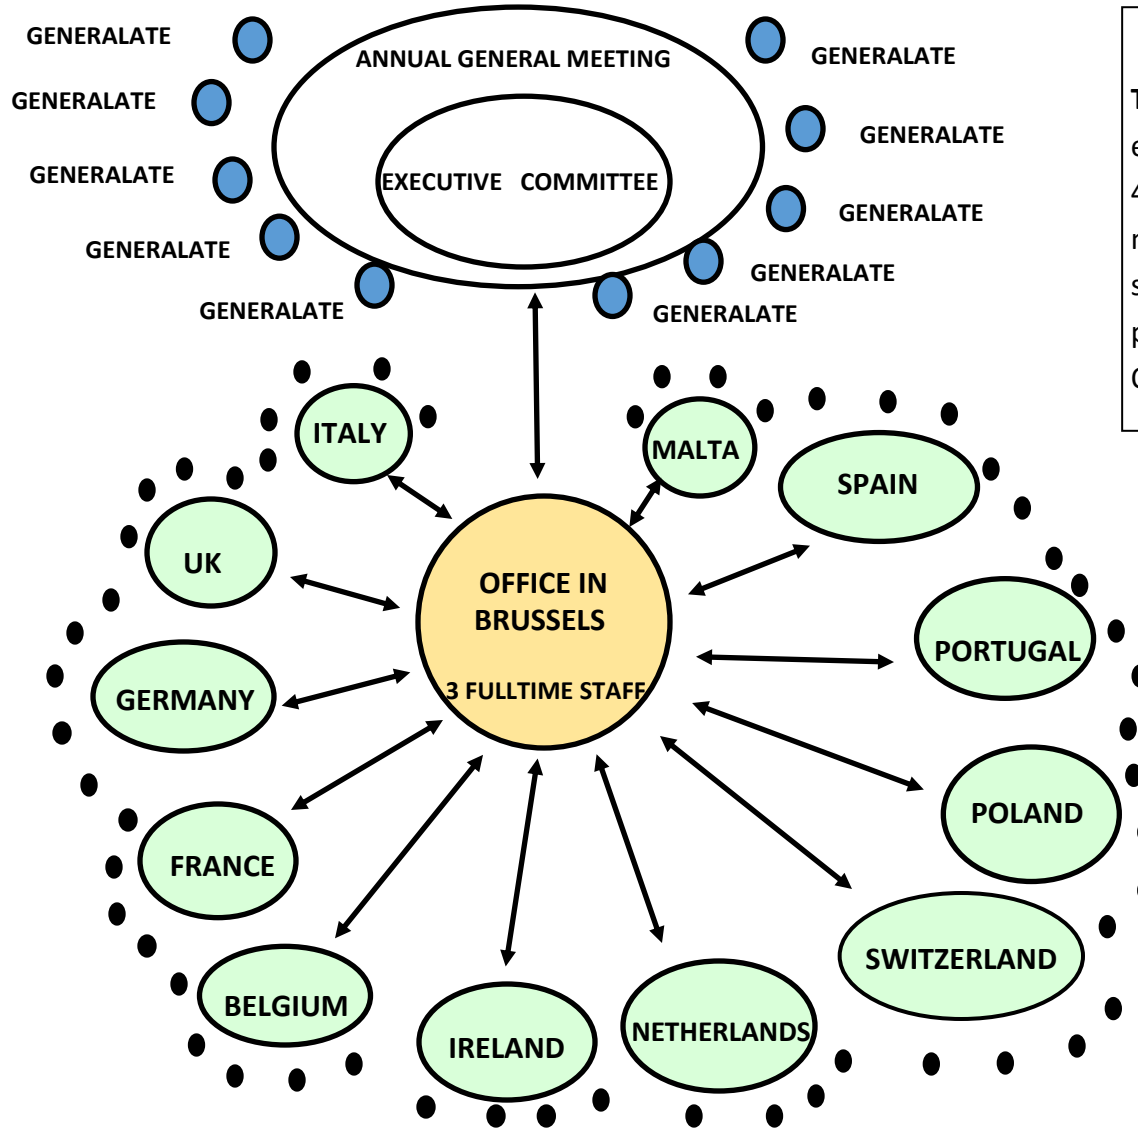 GENERALATE
ANNUAL GENERAL MEETING
GENERALATE
GENERALATE
GENERALATE
EXECUTIVE COMMITTEE
GENERALATE
GENERALATE
GENERALATE
GENERALATE
GENERALATE
GENERALATE
ITALY
MALTA
SPAIN
UK
OFFICE IN
BRUSSELS
3 FULLTIME STAFF
PORTUGAL
GERMANY
POLAND
FRANCE
SWITZERLAND
BELGIUM
IRELAND
NETHERLANDS